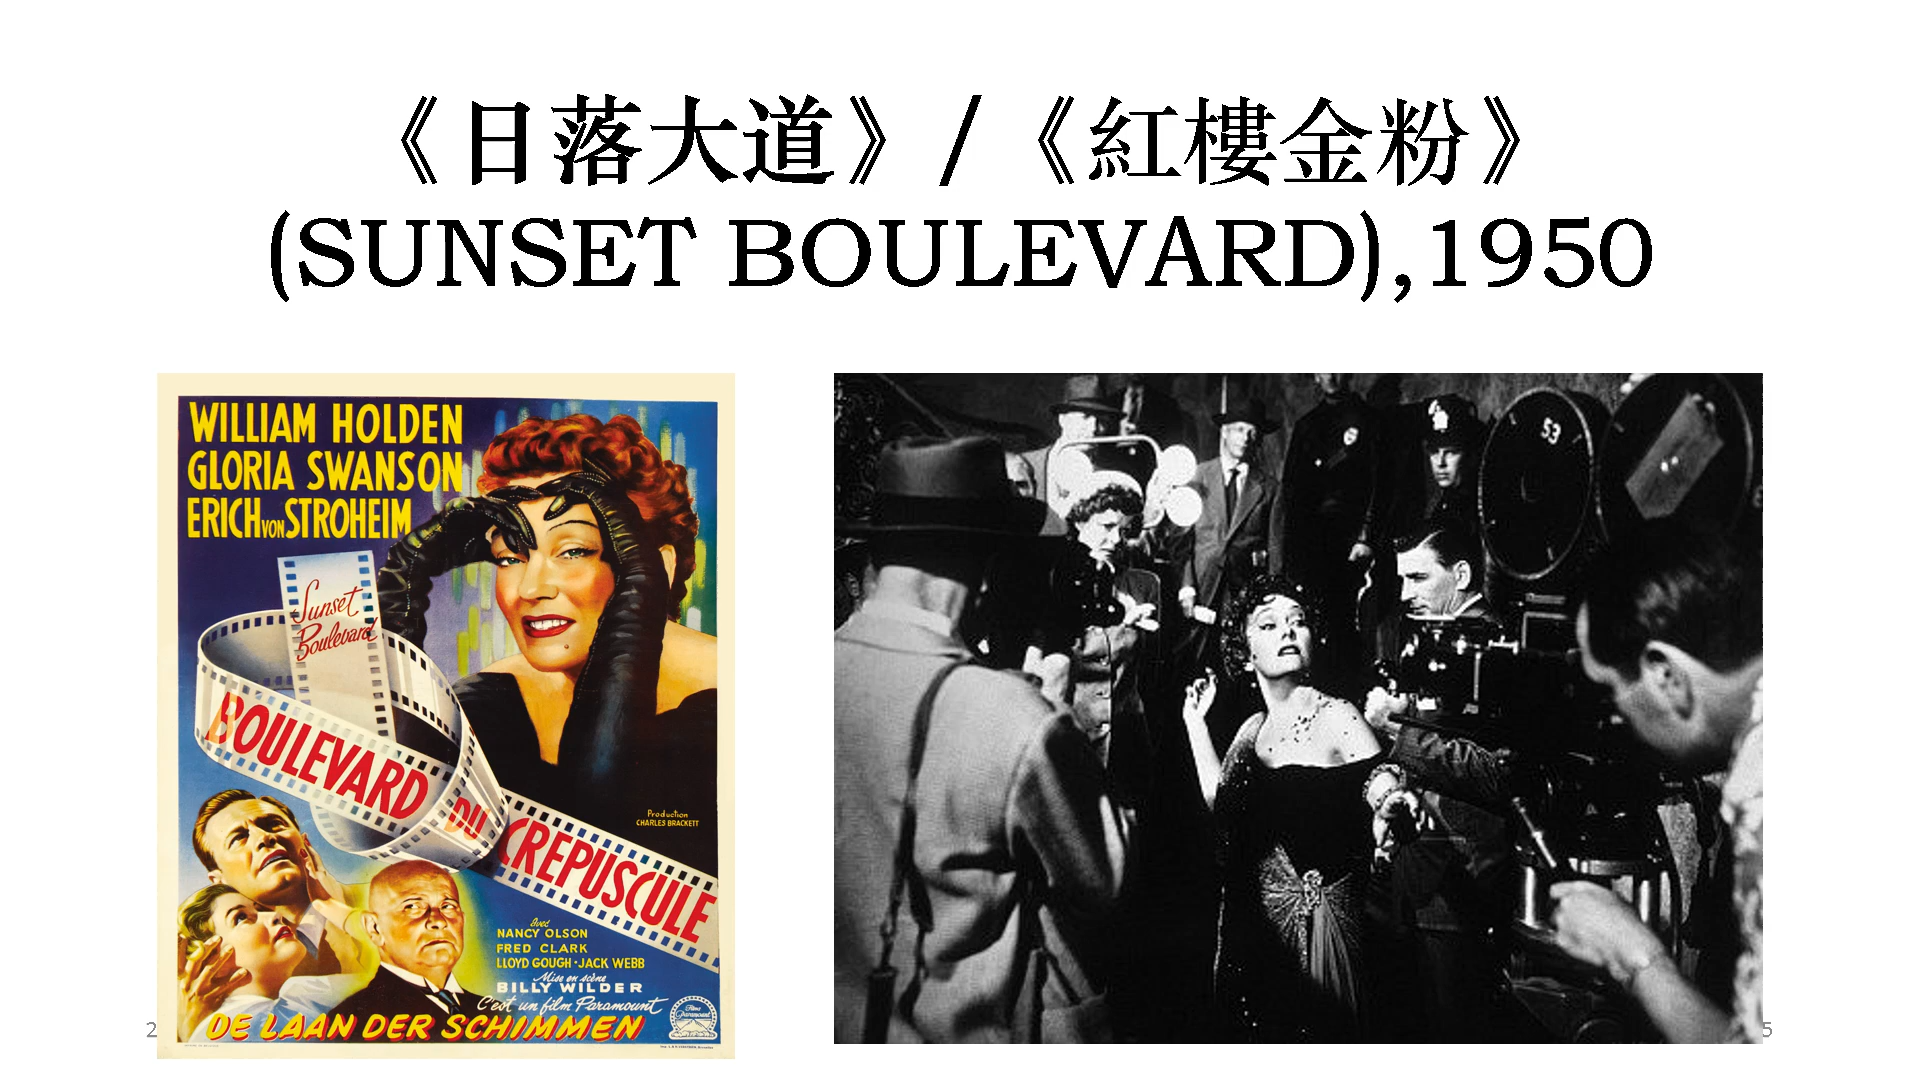 《日落大道》/《紅樓金粉》
(SUNSET BOULEVARD),1950
WILLIAM HOLDEN
GLORIA SWANSON
ERICH VON STROHEIM
Sunset
Boulevard
BOULEVARD DU CREPUSCULE
Production
CHARLES BRACKETT
Avec
NANCY OLSON
FRED CLARK
LLOYD GOUGH · JACK WEBB
Mise en scène
BILLY WILDER
C'est un film Paramount
DE LAAN DER SCHIMMEN
53
2
5